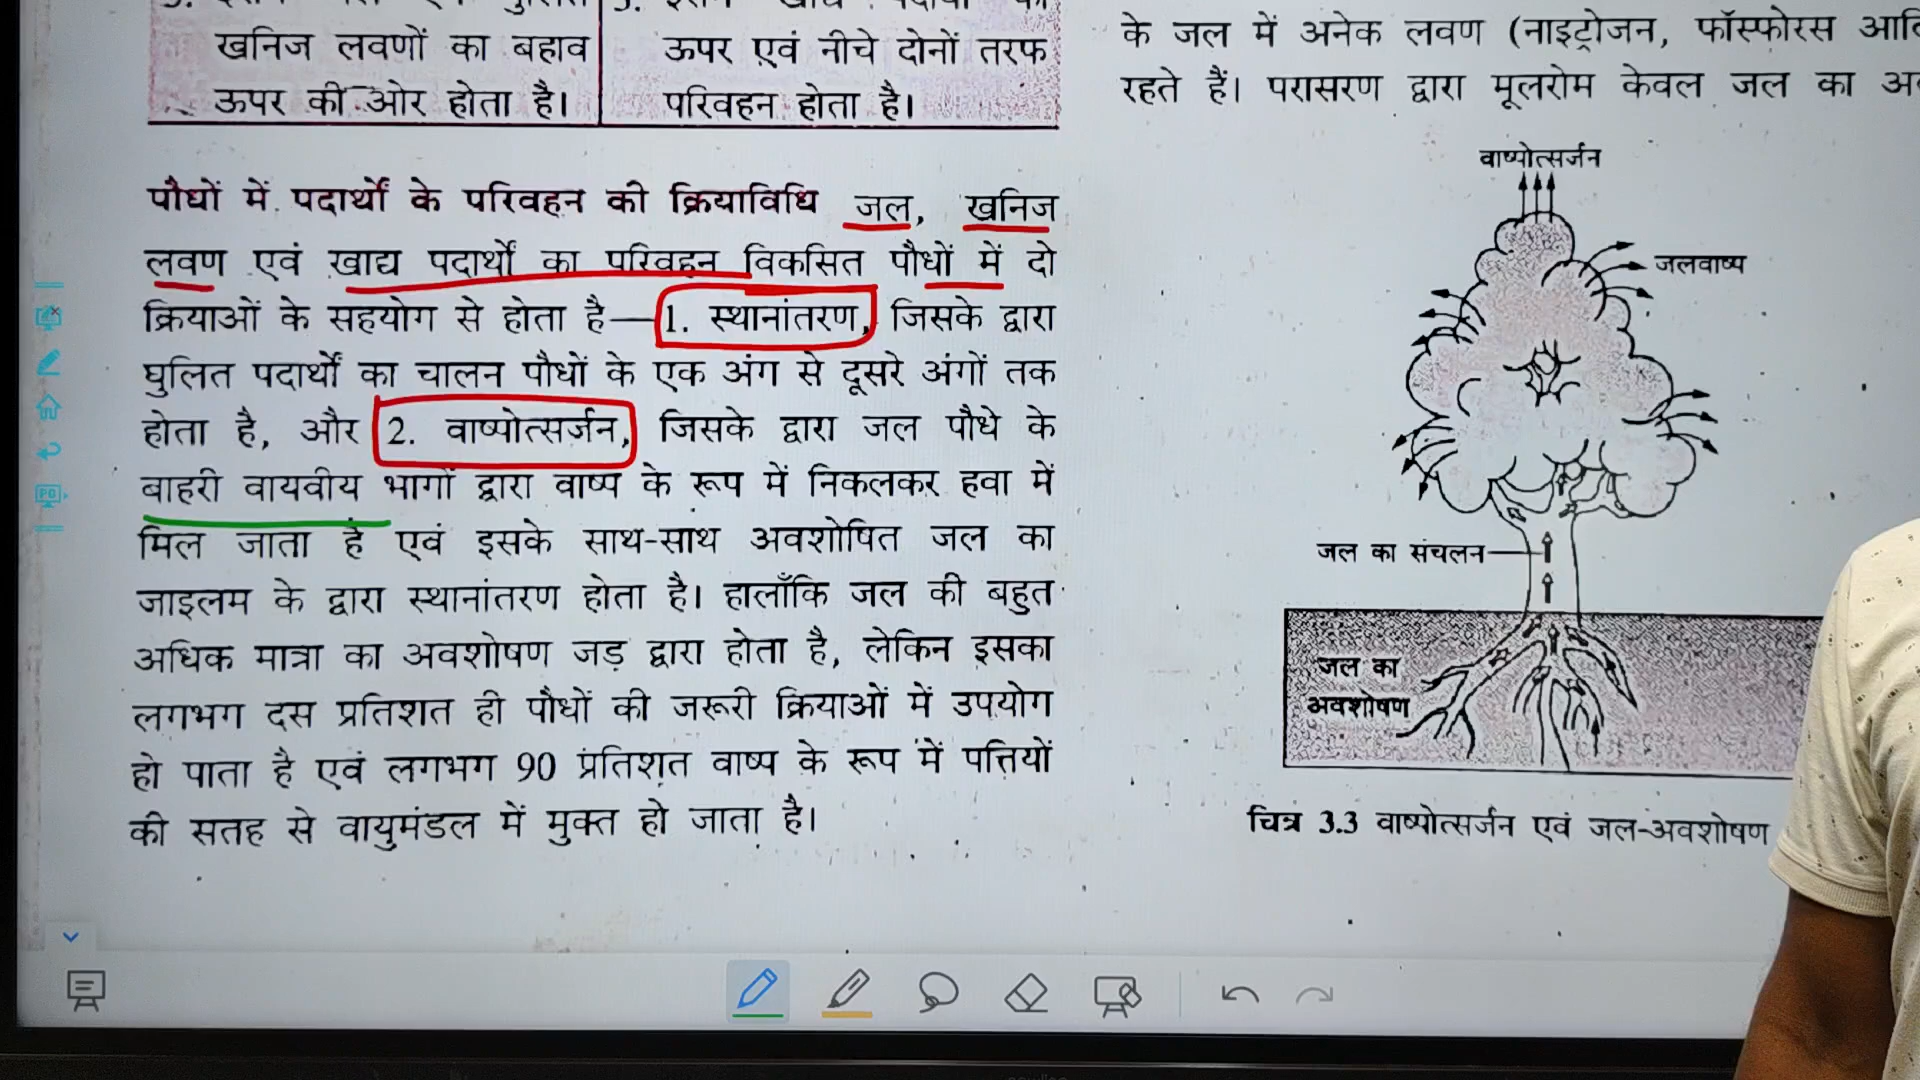 खनिज लवणों का बहाव
ऊपर की ओर होता है।
ऊपर एवं नीचे दोनों तरफ
परिवहन होता है।
पौधों में पदार्थों के परिवहन की क्रियाविधि जल, खनिज
लवण एवं खाद्य पदार्थों का परिवहन विकसित पौधों में दो
क्रियाओं के सहयोग से होता है—1. स्थानांतरण, जिसके द्वारा
घुलित पदार्थों का चालन पौधों के एक अंग से दूसरे अंगों तक
होता है, और 2. वाष्पोत्सर्जन, जिसके द्वारा जल पौधे के
बाहरी वायवीय भागों द्वारा वाष्प के रूप में निकलकर हवा में
मिल जाता है एवं इसके साथ-साथ अवशोषित जल का
जाइलम के द्वारा स्थानांतरण होता है। हालाँकि जल की बहुत
अधिक मात्रा का अवशोषण जड़ द्वारा होता है, लेकिन इसका
लगभग दस प्रतिशत ही पौधों की जरूरी क्रियाओं में उपयोग
हो पाता है एवं लगभग 90 प्रतिशत वाष्प के रूप में पत्तियों
की सतह से वायुमंडल में मुक्त हो जाता है।
के जल में अनेक लवण (नाइट्रोजन, फॉस्फोरस
रहते हैं। परासरण द्वारा मूलरोम केवल जल का
वाष्पोत्सर्जन
जलवाष्प
जल का संचलन
जल का
अवशोषण
चित्र 3.3 वाष्पोत्सर्जन एवं जल-अवशोषण